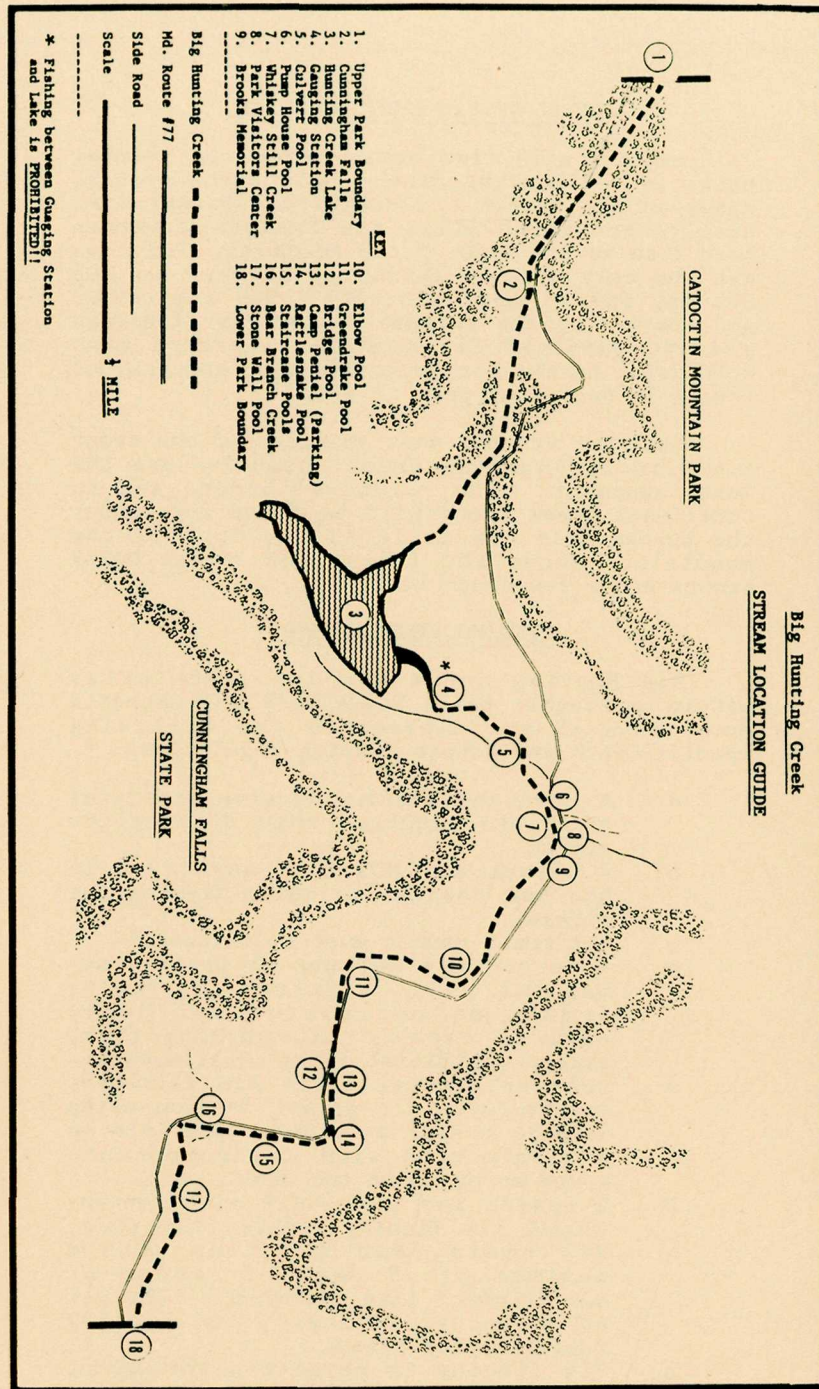 Big Hunting Creek
STREAM LOCATION GUIDE
CATOCTIN MOUNTAIN PARK
CUNNINGHAM FALLS
STATE PARK
KEY
1. Upper Park Boundary 10. Elbow Pool
2. Cunningham Falls 11. Greendrake Pool
3. Hunting Creek Lake 12. Bridge Pool
4. Gauging Station 13. Camp Peniel (Parking)
5. Culvert Pool 14. Rattlesnake Pool
6. Pump House Pool 15. Staircase Pools
7. Whiskey Still Creek 16. Bear Branch Creek
8. Park Visitors Center 17. Stone Wall Pool
9. Brooks Memorial 18. Lower Park Boundary
Big Hunting Creek
Md. Route #77
Side Road
Scale ½ MILE
* Fishing between Guaging Station
and Lake is PROHIBITED!!
1
2
3
* 4
5
6
7
8
9
10
11
12
13
14
15
16
17
18